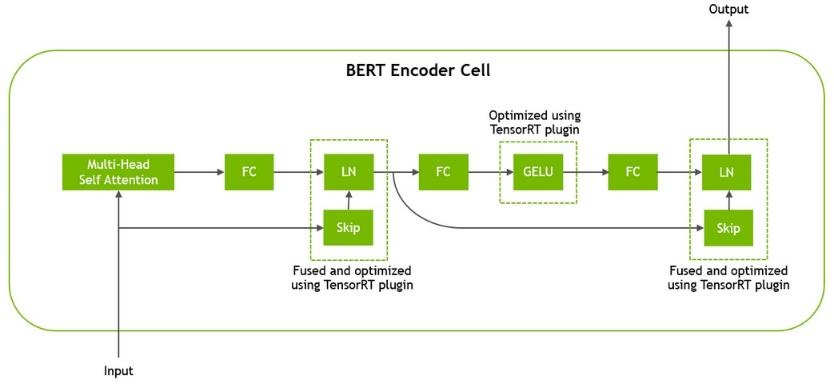 Output
BERT Encoder Cell
Optimized using
TensorRT plugin
Multi-Head
Self Attention
FC
LN
FC
GELU
FC
LN
Skip
Skip
Fused and optimized
using TensorRT plugin
Fused and optimized
using TensorRT plugin
Input